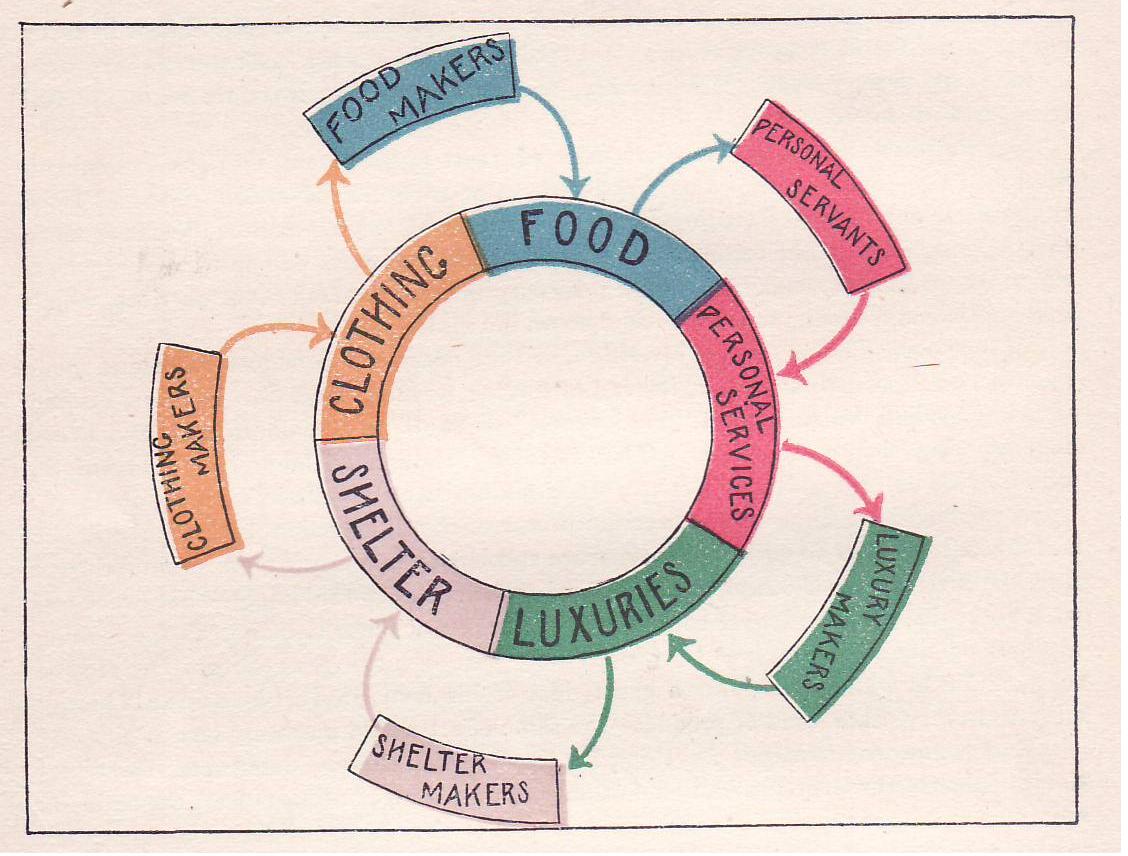 FOOD
MAKERS
PERSONAL
SERVANTS
FOOD
CLOTHING
PERSONAL
SERVICES
CLOTHING
MAKERS
SHELTER
LUXURIES
LUXURY
MAKERS
SHELTER
MAKERS